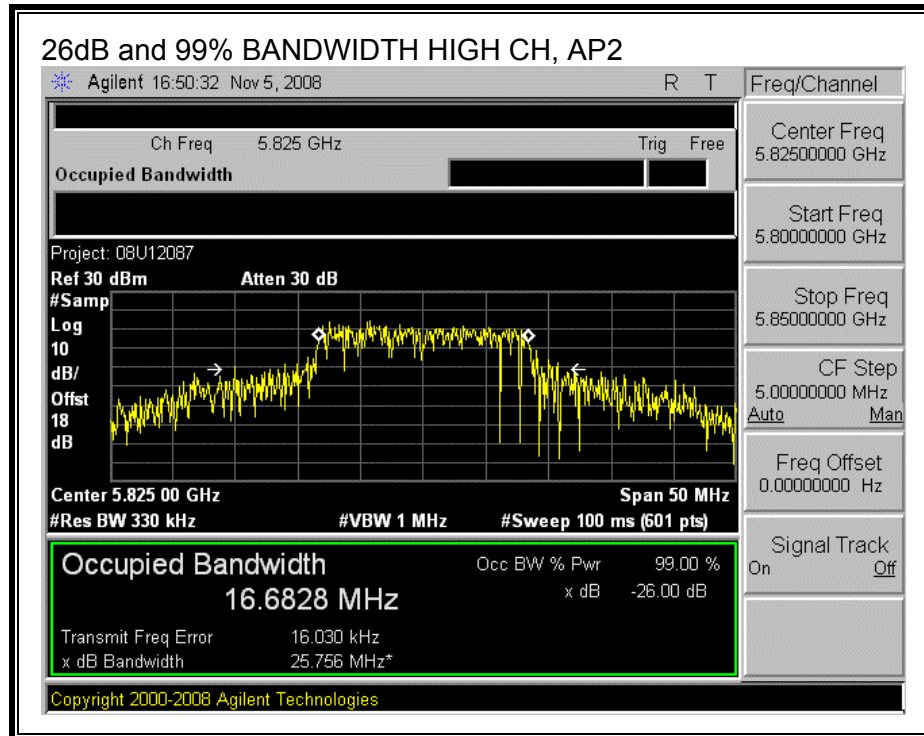 26dB and 99% BANDWIDTH HIGH CH, AP2
Agilent 16:50:32 Nov 5, 2008 R T
Freq/Channel
Ch Freq 5.825 GHz Trig Free
Occupied Bandwidth
Center Freq
5.82500000 GHz
Start Freq
5.80000000 GHz
Stop Freq
5.85000000 GHz
CF Step
5.00000000 MHz
Auto Man
Freq Offset
0.00000000 Hz
Signal Track
On Off
Project: 08U12087
Ref 30 dBm Atten 30 dB
#Samp
Log
10
dB/
Offst
18
dB
Center 5.825 00 GHz Span 50 MHz
#Res BW 330 kHz #VBW 1 MHz #Sweep 100 ms (601 pts)
Occupied Bandwidth
16.6828 MHz
Occ BW % Pwr 99.00 %
x dB -26.00 dB
Transmit Freq Error 16.030 kHz
x dB Bandwidth 25.756 MHz*
Copyright 2000-2008 Agilent Technologies